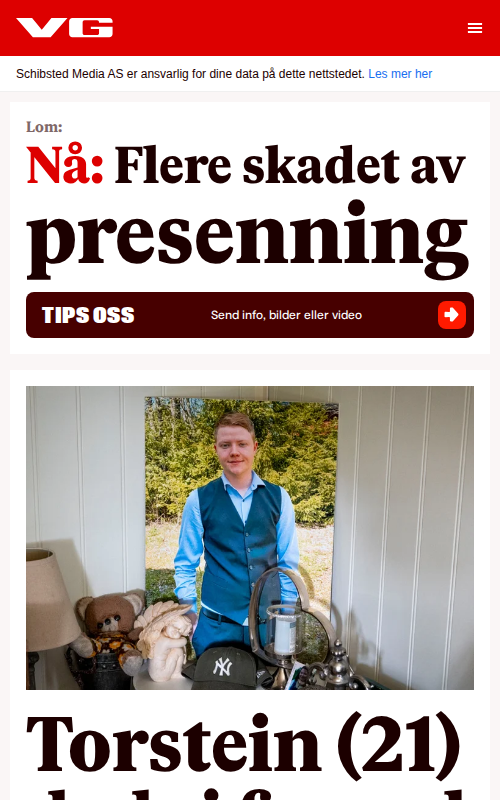 VG
Schibsted Media AS er ansvarlig for dine data på dette nettstedet. Les mer her
Lom:
Nå: Flere skadet av
presenning
TIPS OSS
Send info, bilder eller video
NY
Torstein (21)